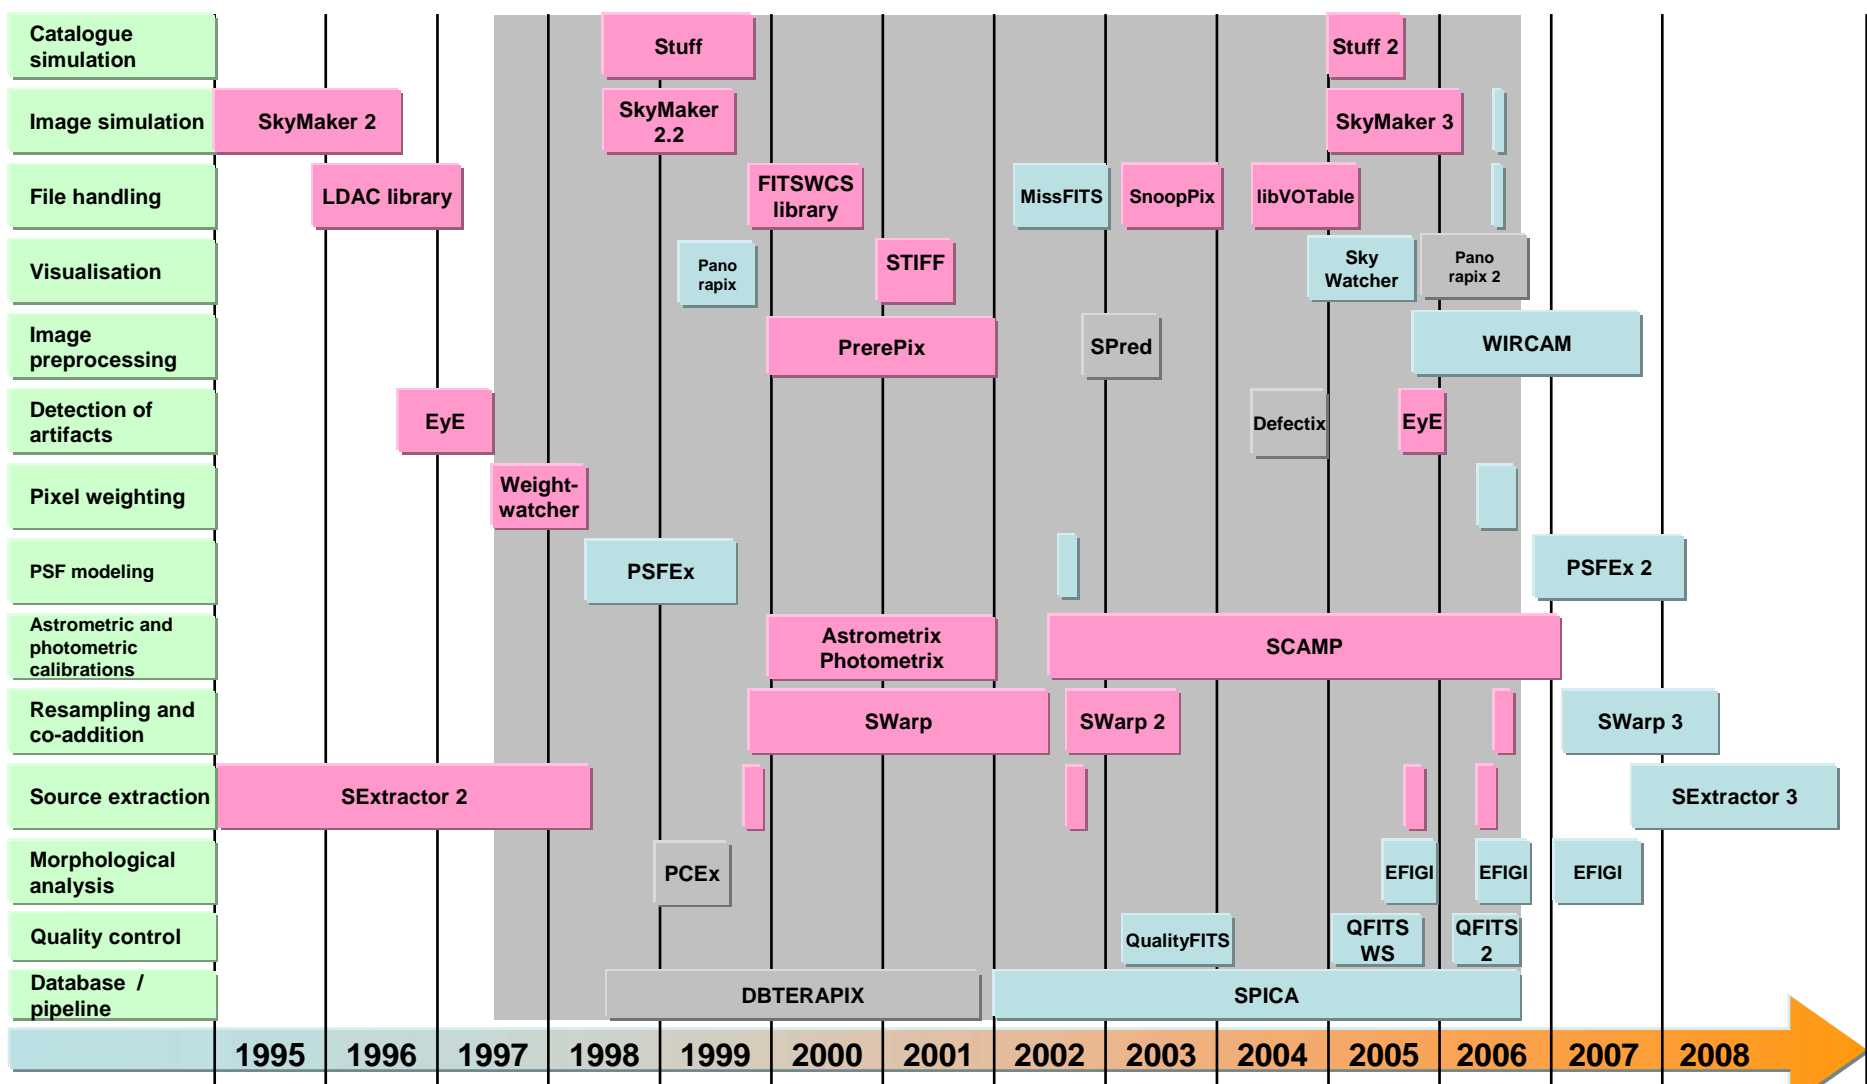 Catalogue
simulation
Stuff
Stuff 2
Image simulation
SkyMaker 2
SkyMaker
2.2
SkyMaker 3
File handling
LDAC library
FITSWCS
library
MissFITS
SnoopPix
libVOTable
Visualisation
Pano
rapix
STIFF
Sky
Watcher
Pano
rapix 2
Image
preprocessing
PrerePix
SPred
WIRCAM
Detection of
artifacts
EyE
Defectix
EyE
Pixel weighting
Weight-
watcher
PSF modeling
PSFEx
PSFEx 2
Astrometric and
photometric
calibrations
Astrometrix
Photometrix
SCAMP
Resampling and
co-addition
SWarp
SWarp 2
SWarp 3
Source extraction
SExtractor 2
SExtractor 3
Morphological
analysis
PCEx
EFIGI
EFIGI
EFIGI
Quality control
QualityFITS
QFITS
WS
QFITS
2
Database /
pipeline
DBTERAPIX
SPICA
1995 1996 1997 1998 1999 2000 2001 2002 2003 2004 2005 2006 2007 2008